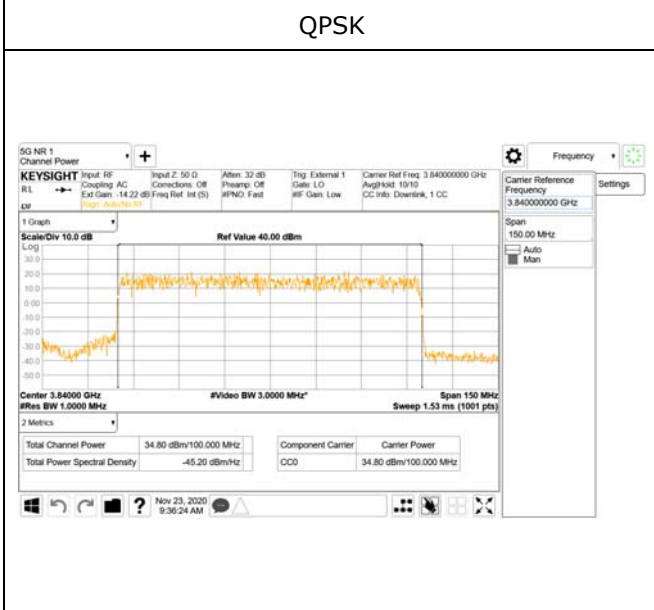 QPSK
5G NR 1
Channel Power
+
Frequency
KEYSIGHT Input: RF Input Z: 50 Ω Atten: 32 dB Trig: External 1 Carrier Ref Freq: 3.840000000 GHz
RL Coupling: AC Corrections: Off Preamp: Off Gate: LO Avg|Hold: 10/10
Ext Gain: -14.22 dB Freq Ref: Int (S) #PNO: Fast #IF Gain: Low CC Info: Downlink, 1 CC
Align: Auto/No RF
Carrier Reference
Frequency
3.840000000 GHz
Settings
Span
150.00 MHz
Auto
Man
1 Graph
Scale/Div 10.0 dB Ref Value 40.00 dBm
Log
30.0
20.0
10.0
0.00
-10.0
-20.0
-30.0
-40.0
-50.0
Center 3.84000 GHz #Video BW 3.0000 MHz* Span 150 MHz
#Res BW 1.0000 MHz Sweep 1.53 ms (1001 pts)
2 Metrics
Total Channel Power 34.80 dBm/100.000 MHz Component Carrier Carrier Power
Total Power Spectral Density -45.20 dBm/Hz CC0 34.80 dBm/100.000 MHz
? Nov 23, 2020
9:36:24 AM